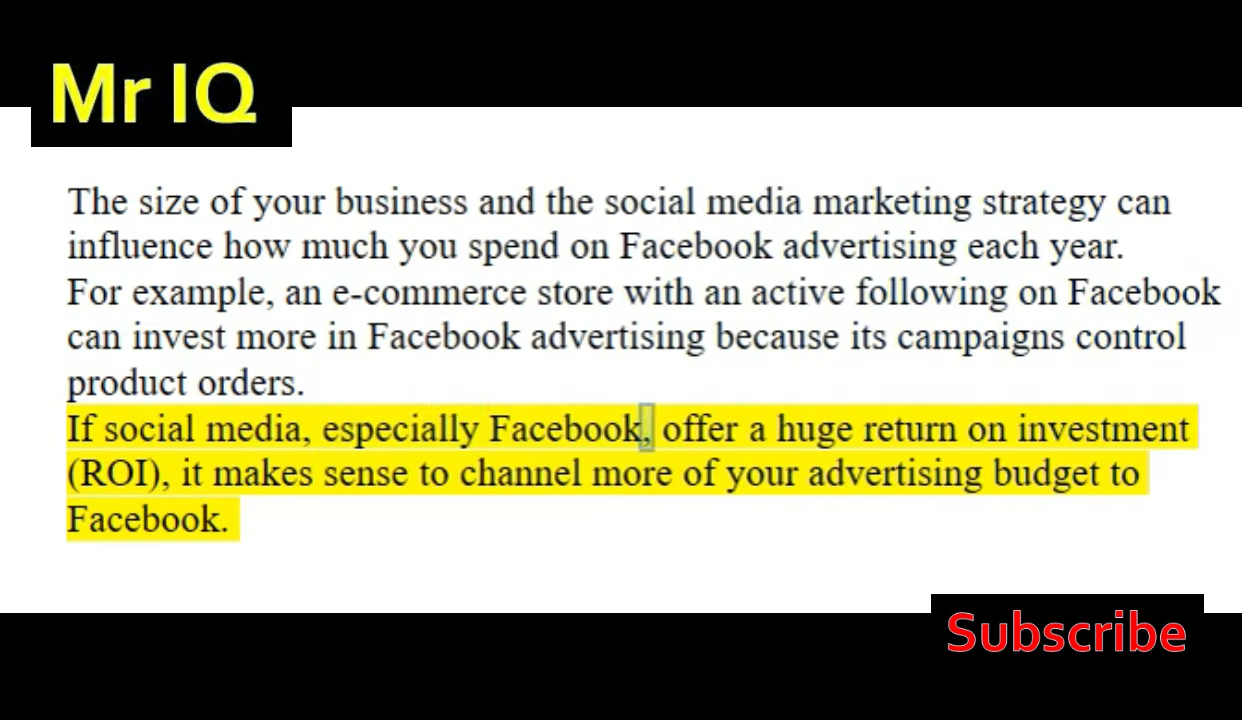 Mr IQ
The size of your business and the social media marketing strategy can
influence how much you spend on Facebook advertising each year.
For example, an e-commerce store with an active following on Facebook
can invest more in Facebook advertising because its campaigns control
product orders.
If social media, especially Facebook, offer a huge return on investment
(ROI), it makes sense to channel more of your advertising budget to
Facebook.
Subscribe